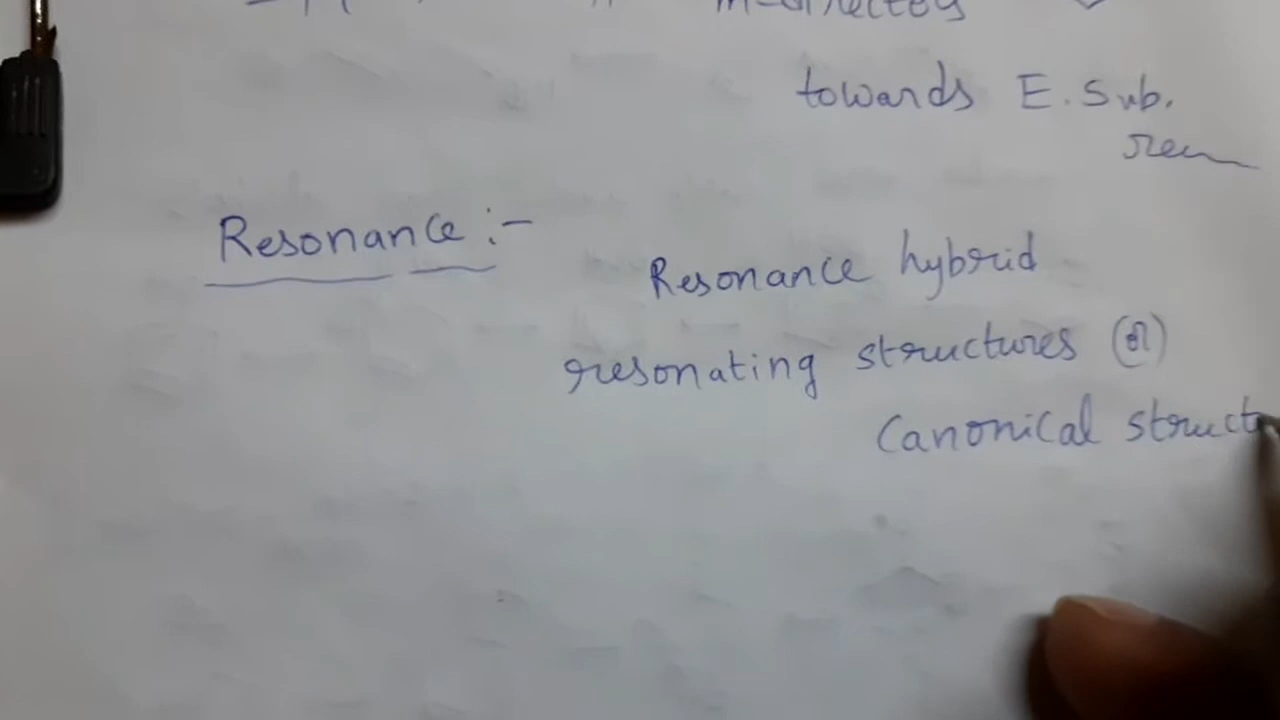 towards E. Sub.
Resonance :-
Resonance hybrid
resonating structures (or)
Canonical struct